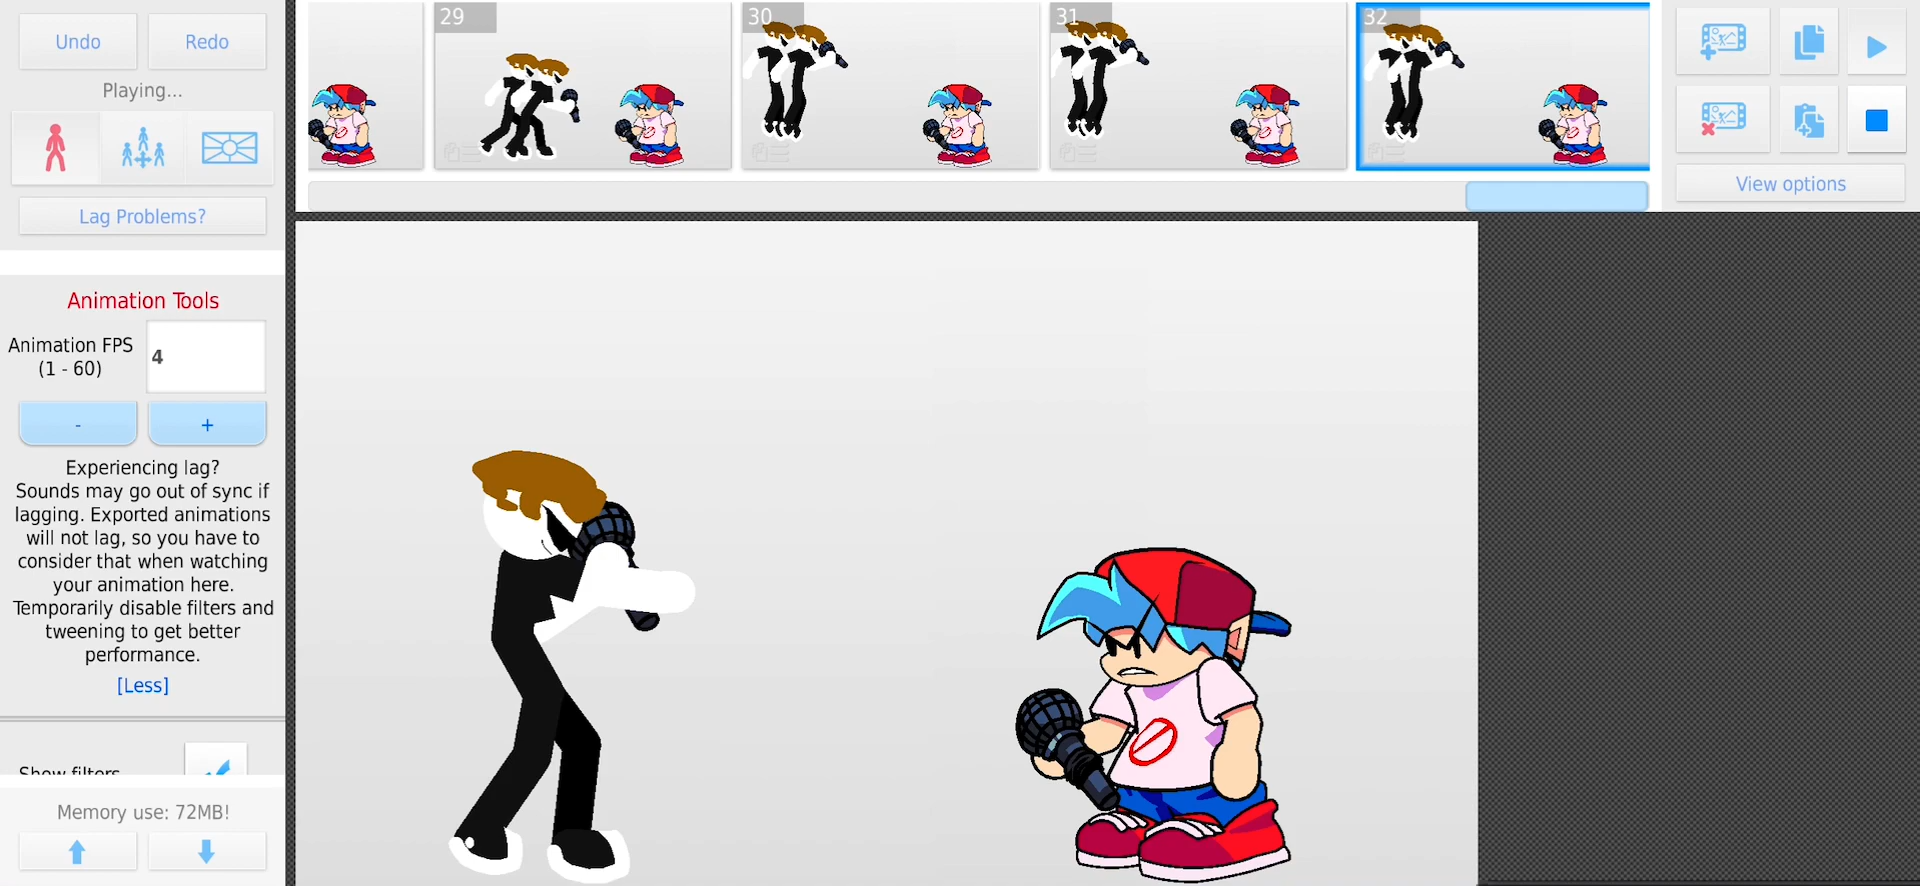 Undo
Redo
Playing...
Lag Problems?
29
30
31
32
View options
Animation Tools
Animation FPS
(1 - 60)
4
-
+
Experiencing lag?
Sounds may go out of sync if
lagging. Exported animations
will not lag, so you have to
consider that when watching
your animation here.
Temporarily disable filters and
tweening to get better
performance.
[Less]
Show filters
Memory use: 72MB!